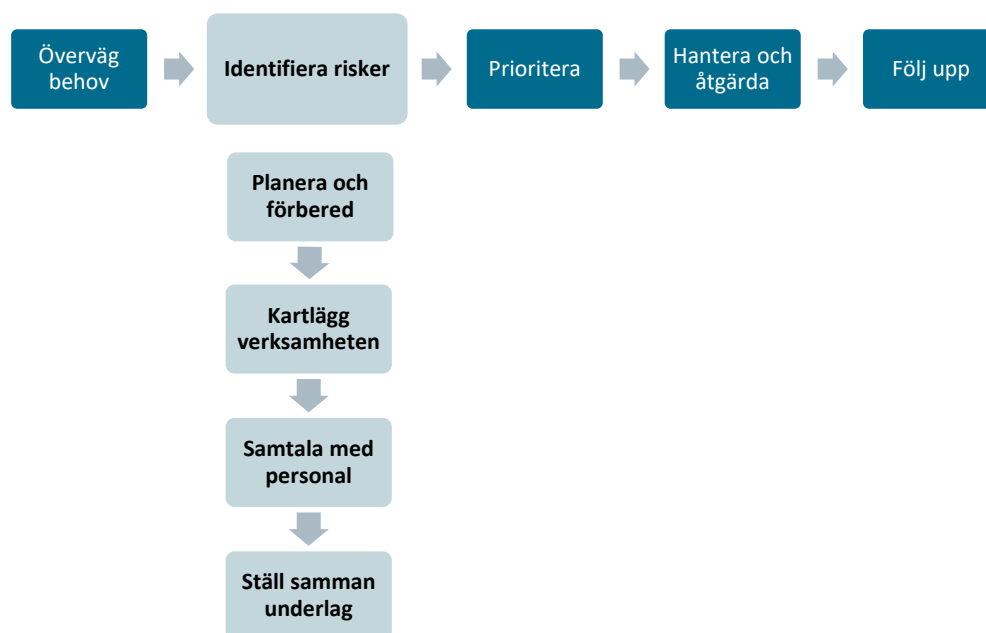 Överväg
behov
Identifiera risker
Prioritera
Hantera och
åtgärda
Följ upp
Planera och
förbered
Kartlägg
verksamheten
Samtala med
personal
Ställ samman
underlag